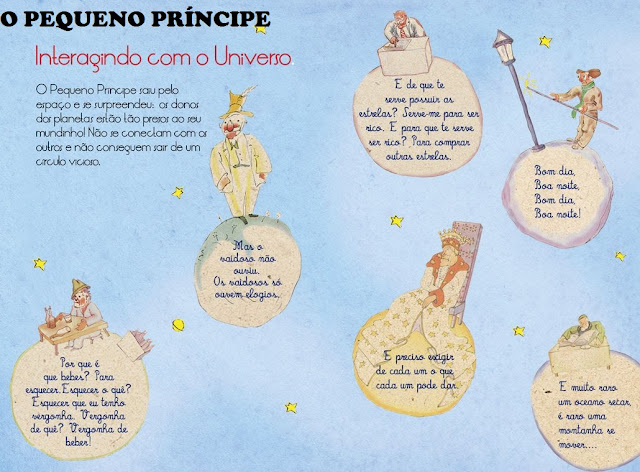 O PEQUENO PRÍNCIPE
Interagindo com o Universo
O Pequeno Principe saiu pelo
espaço e se surpreendeu: os donos
dos planetas estão tão presos ao seu
mundinho! Não se conectam com os
outros e não conseguem sair de um
círculo vicioso.
Mas o
vaidoso não
ouviu.
Os vaidosos só
ouvem elogios...
Por que é
que bebes? Para
esquecer. Esquecer o quê?
Esquecer que eu tenho
vergonha. Vergonha
de quê? Vergonha de
beber!
E de que te
serve possuir as
estrelas? Serve-me para ser
rico. E para que te serve
ser rico? Para comprar
outras estrelas.
Bom dia,
Boa noite,
Bom dia,
Boa noite!
E preciso exigir
de cada um o que
cada um pode dar.
E muito raro
um oceano secar,
é raro uma
montanha se
mover....